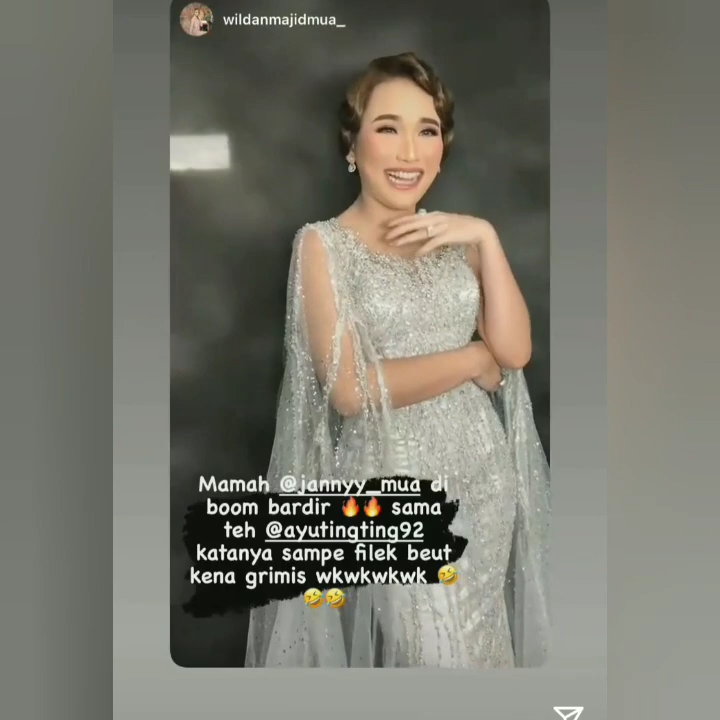 wildanmajidmua_
Mamah @jannyy_mua di
boom bardir 🔥🔥 sama
teh @ayutingting92
katanya sampe filek beut
kena grimis wkwkwkwk 🤣
🤣🤣